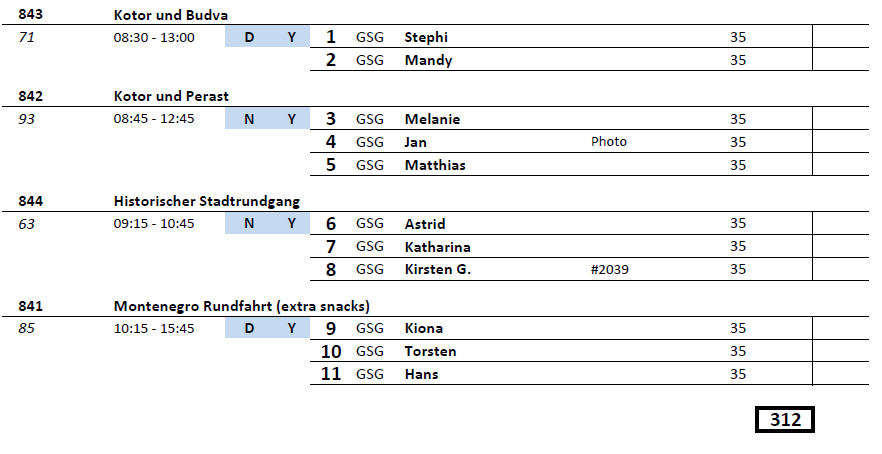 843 Kotor und Budva
71 08:30 - 13:00 D Y 1 GSG Stephi 35
2 GSG Mandy 35
842 Kotor und Perast
93 08:45 - 12:45 N Y 3 GSG Melanie 35
4 GSG Jan Photo 35
5 GSG Matthias 35
844 Historischer Stadtrundgang
63 09:15 - 10:45 N Y 6 GSG Astrid 35
7 GSG Katharina 35
8 GSG Kirsten G. #2039 35
841 Montenegro Rundfahrt (extra snacks)
85 10:15 - 15:45 D Y 9 GSG Kiona 35
10 GSG Torsten 35
11 GSG Hans 35
312